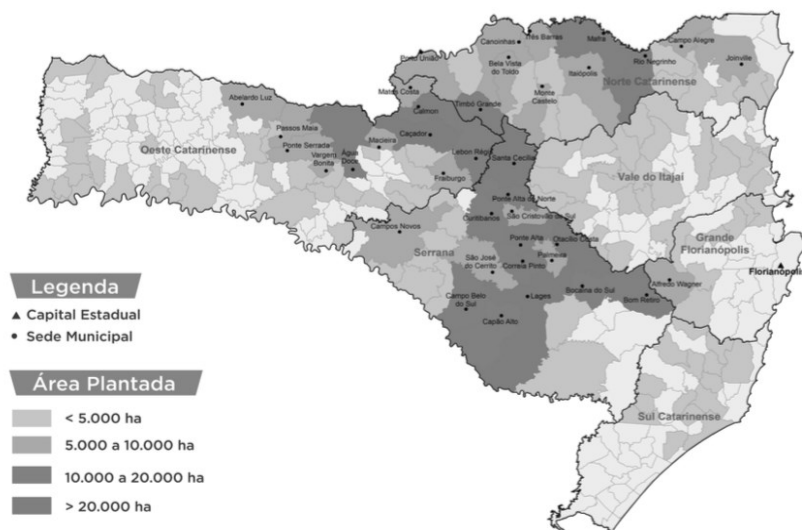 Canoinhas
Três Barras
Mafra
Campo Alegre
Porto União
Rio Negrinho
Joinville
Bela Vista
do Toldo
Itaiópolis
Norte Catarinense
Matos Costa
Monte
Castelo
Abelardo Luz
Calmon
Timbó Grande
Passos Maia
Caçador
Oeste Catarinense
Ponte Serrada
Macieira
Vargem
Bonita
Água
Doce
Lebon Régis
Santa Cecília
Fraiburgo
Vale do Itajaí
Ponte Alta do Norte
Curitibanos
São Cristovão do Sul
Campos Novos
Serrana
Ponte Alta
Otacílio Costa
Grande
Florianópolis
São José
do Cerrito
Palmeira
Correia Pinto
Florianópolis
Alfredo Wagner
Bocaina do Sul
Bom Retiro
Campo Belo
do Sul
Lages
Capão Alto
Sul Catarinense
Legenda
Capital Estadual
Sede Municipal
Área Plantada
< 5.000 ha
5.000 a 10.000 ha
10.000 a 20.000 ha
> 20.000 ha